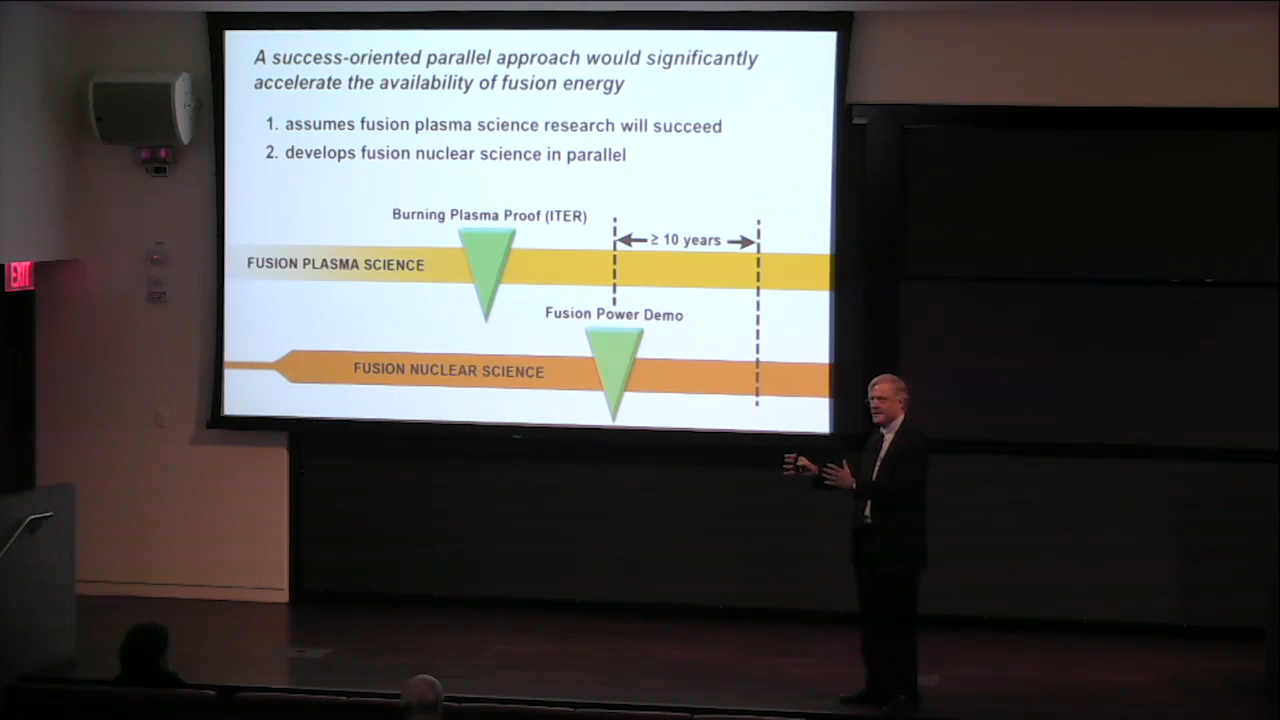 A success-oriented parallel approach would significantly
accelerate the availability of fusion energy
1. assumes fusion plasma science research will succeed
2. develops fusion nuclear science in parallel
Burning Plasma Proof (ITER)
≥ 10 years
FUSION PLASMA SCIENCE
Fusion Power Demo
FUSION NUCLEAR SCIENCE
EXIT